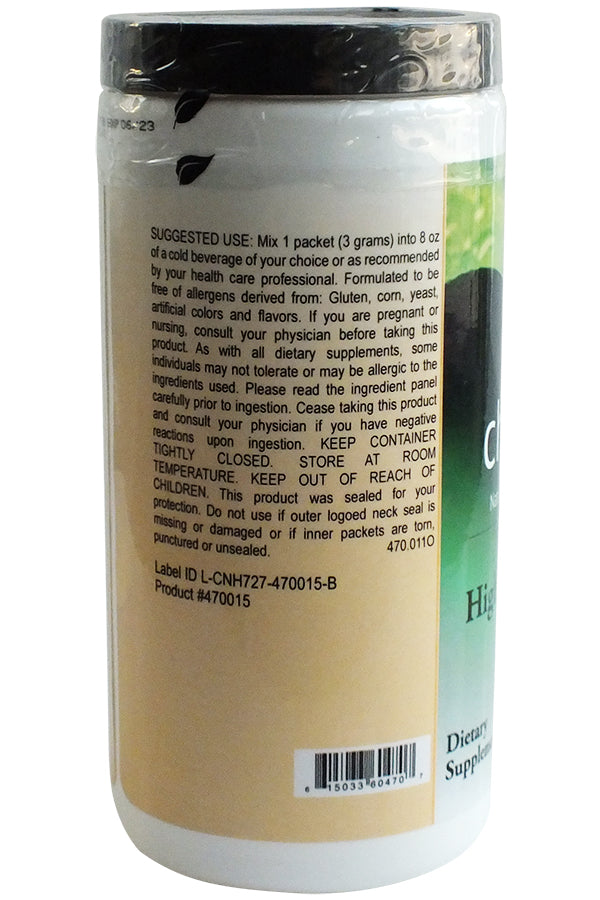 EXP 06/23
SUGGESTED USE: Mix 1 packet (3 grams) into 8 oz
of a cold beverage of your choice or as recommended
by your health care professional. Formulated to be
free of allergens derived from: Gluten, corn, yeast,
artificial colors and flavors. If you are pregnant or
nursing, consult your physician before taking this
product. As with all dietary supplements, some
individuals may not tolerate or may be allergic to the
ingredients used. Please read the ingredient panel
carefully prior to ingestion. Cease taking this product
and consult your physician if you have negative
reactions upon ingestion. KEEP CONTAINER
TIGHTLY CLOSED. STORE AT ROOM
TEMPERATURE. KEEP OUT OF REACH OF
CHILDREN. This product was sealed for your
protection. Do not use if outer logoed neck seal is
missing or damaged or if inner packets are torn,
punctured or unsealed. 470.011O
Label ID L-CNH727-470015-B
Product #470015
6 15033 60470 7
Dietary